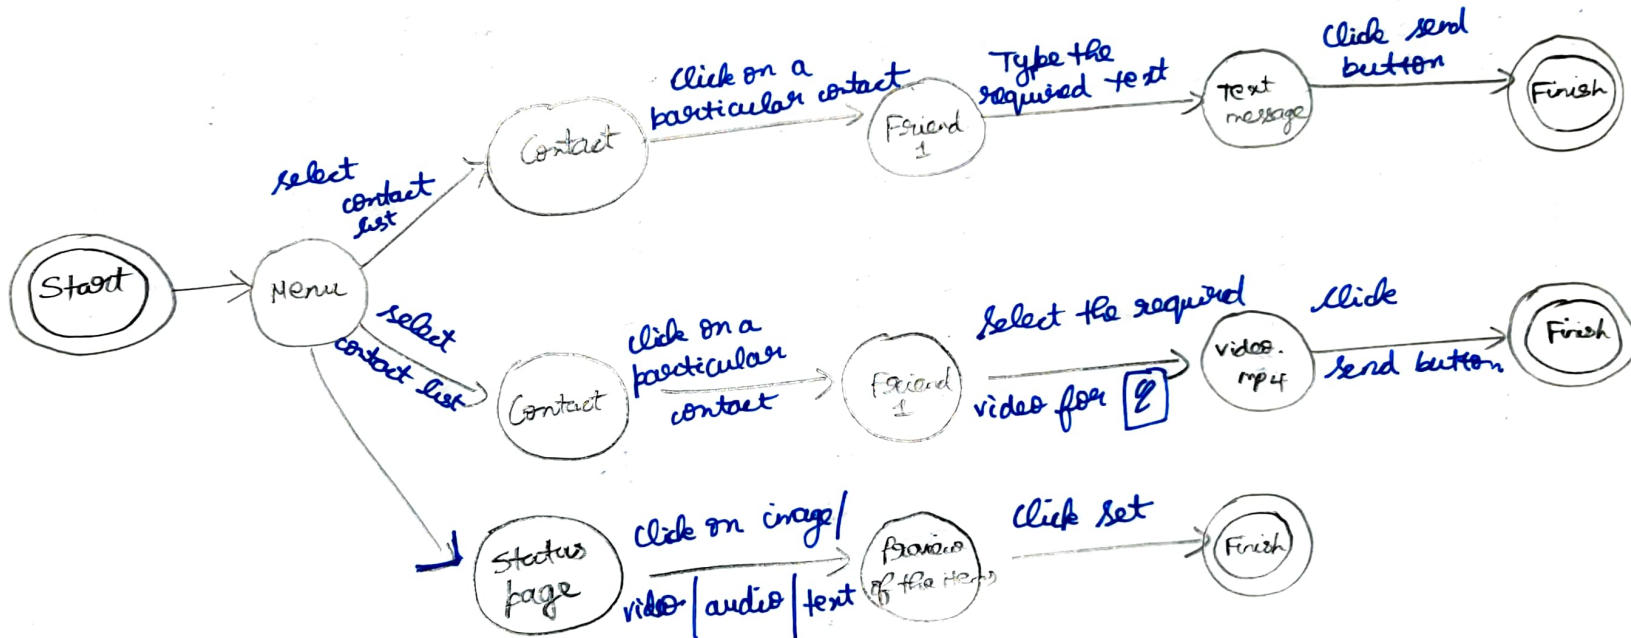 Start
Menu
select
contact
list
Contact
Click on a
particular contact
Friend
1
Type the
required text
Text
message
Click send
button
Finish
select
contact list
Contact
click on a
particular
contact
Friend
1
Select the required
video for
video.
mp4
Click
send button
Finish
Status
page
Click on image/
video/audio/text
Preview
of the items
Click set
Finish